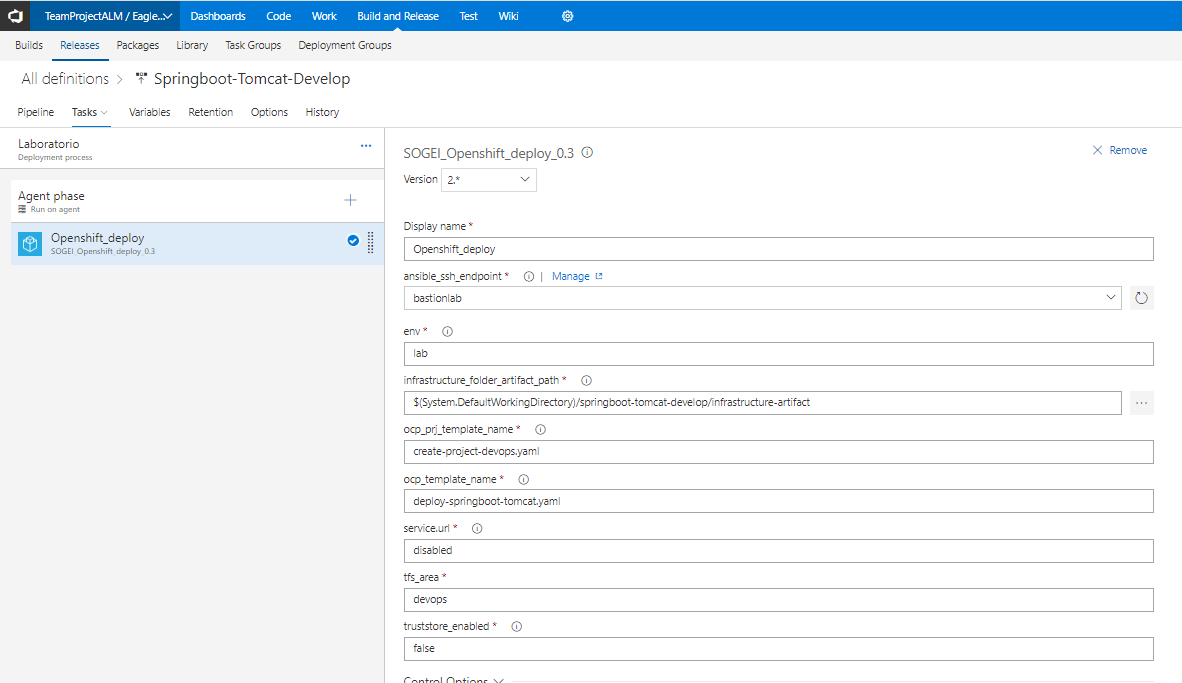 TeamProjectALM / Eagle...
Dashboards
Code
Work
Build and Release
Test
Wiki
Builds
Releases
Packages
Library
Task Groups
Deployment Groups
All definitions
Springboot-Tomcat-Develop
Pipeline
Tasks
Variables
Retention
Options
History
Laboratorio
...
Deployment process
Agent phase
Run on agent
Openshift_deploy
SOGEI_Openshift_deploy_0.3
SOGEI_Openshift_deploy_0.3
Remove
Version
2.*
Display name *
Openshift_deploy
ansible_ssh_endpoint * | Manage
bastionlab
env *
lab
infrastructure_folder_artifact_path *
$(System.DefaultWorkingDirectory)/springboot-tomcat-develop/infrastructure-artifact
...
ocp_prj_template_name *
create-project-devops.yaml
ocp_template_name *
deploy-springboot-tomcat.yaml
service.url *
disabled
tfs_area *
devops
truststore_enabled *
false
Control Options